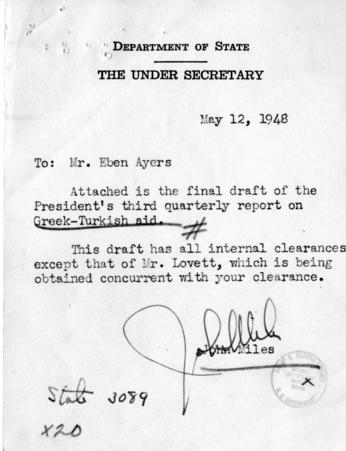 DEPARTMENT OF STATE
THE UNDER SECRETARY
May 12, 1948
To: Mr. Eben Ayers
Attached is the final draft of the
President's third quarterly report on
Greek-Turkish aid.
#
This draft has all internal clearances
except that of Mr. Lovett, which is being
obtained concurrent with your clearance.
John Miles
State 3089
x20